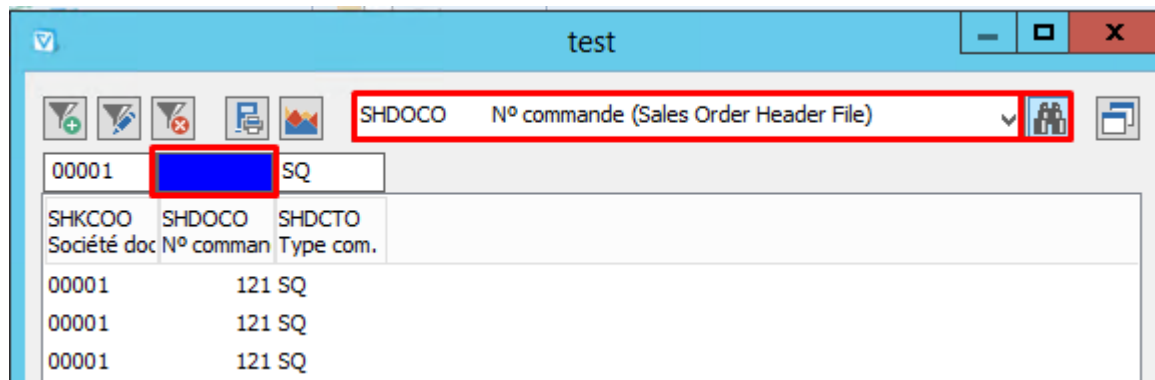 test
SHDOCO Nº commande (Sales Order Header File)
00001 SQ
SHKCOO SHDOCO SHDCTO
Société doc Nº comman Type com.
00001 121 SQ
00001 121 SQ
00001 121 SQ